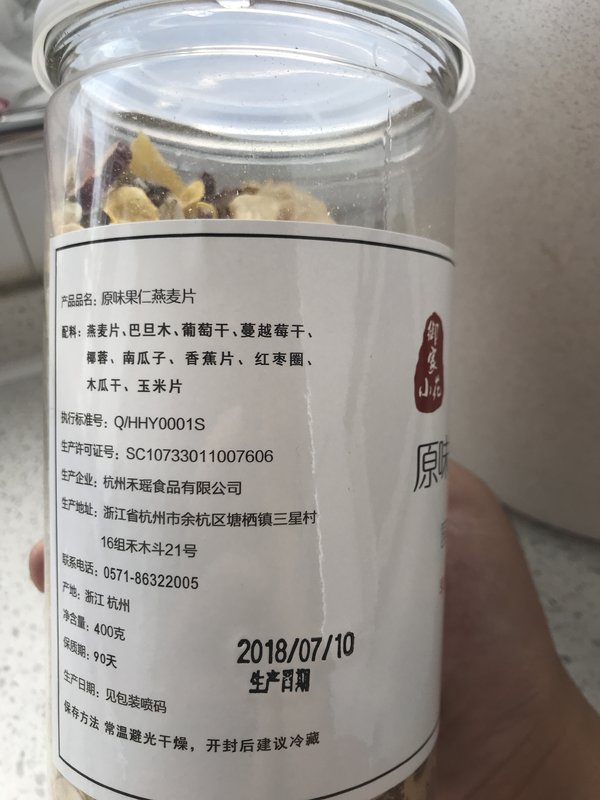 产品品名：原味果仁燕麦片
配料：燕麦片、巴旦木、葡萄干、蔓越莓干、
椰蓉、南瓜子、香蕉片、红枣圈、
木瓜干、玉米片
执行标准号：Q/HHY0001S
生产许可证号：SC10733011007606
生产企业：杭州禾瑶食品有限公司
生产地址：浙江省杭州市余杭区塘栖镇三星村
16组禾木斗21号
联系电话：0571-86322005
产地：浙江 杭州
净含量：400克
保质期：90天
生产日期：见包装喷码
保存方法 常温避光干燥，开封后建议冷藏
2018/07/10
生产日期
乡家
小花
原味